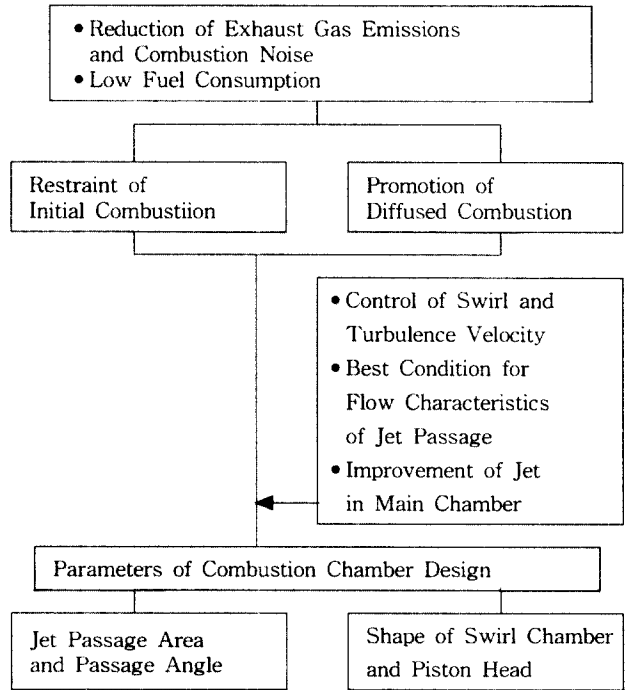 • Reduction of Exhaust Gas Emissions
and Combustion Noise
• Low Fuel Consumption
Restraint of
Initial Combustiion
Promotion of
Diffused Combustion
• Control of Swirl and
Turbulence Velocity
• Best Condition for
Flow Characteristics
of Jet Passage
• Improvement of Jet
in Main Chamber
Parameters of Combustion Chamber Design
Jet Passage Area
and Passage Angle
Shape of Swirl Chamber
and Piston Head